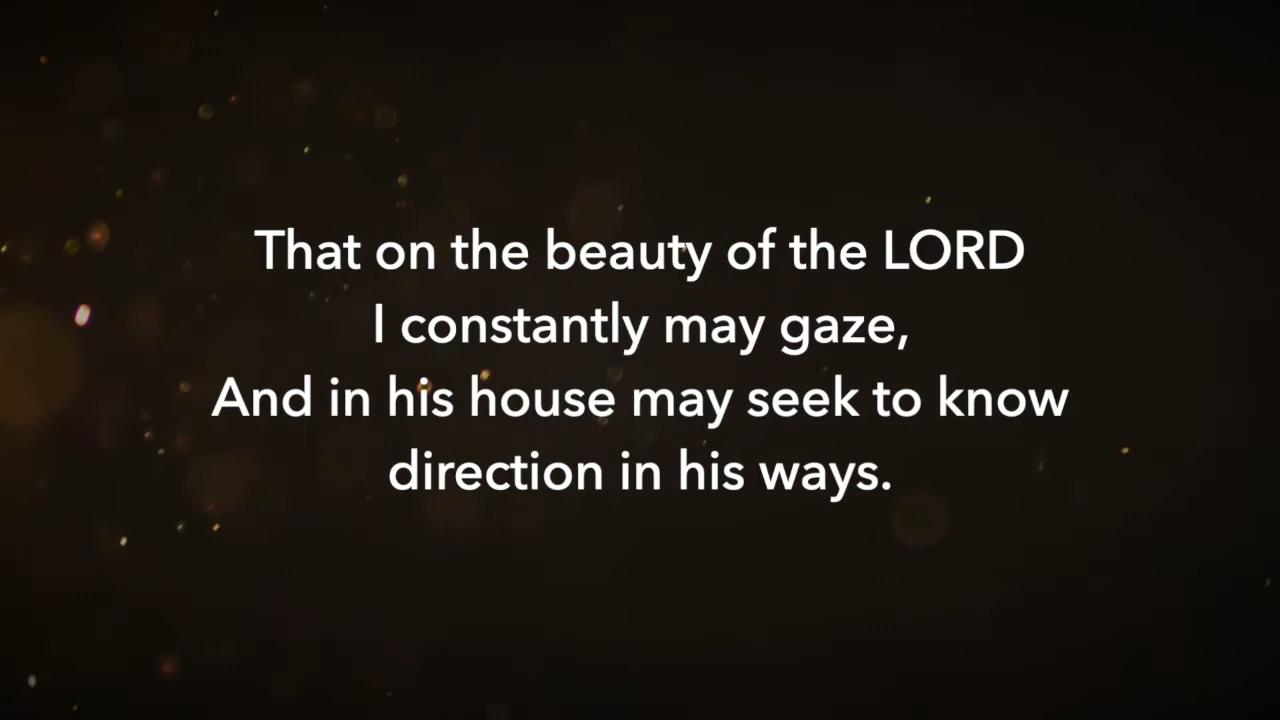 That on the beauty of the LORD
I constantly may gaze,
And in his house may seek to know
direction in his ways.